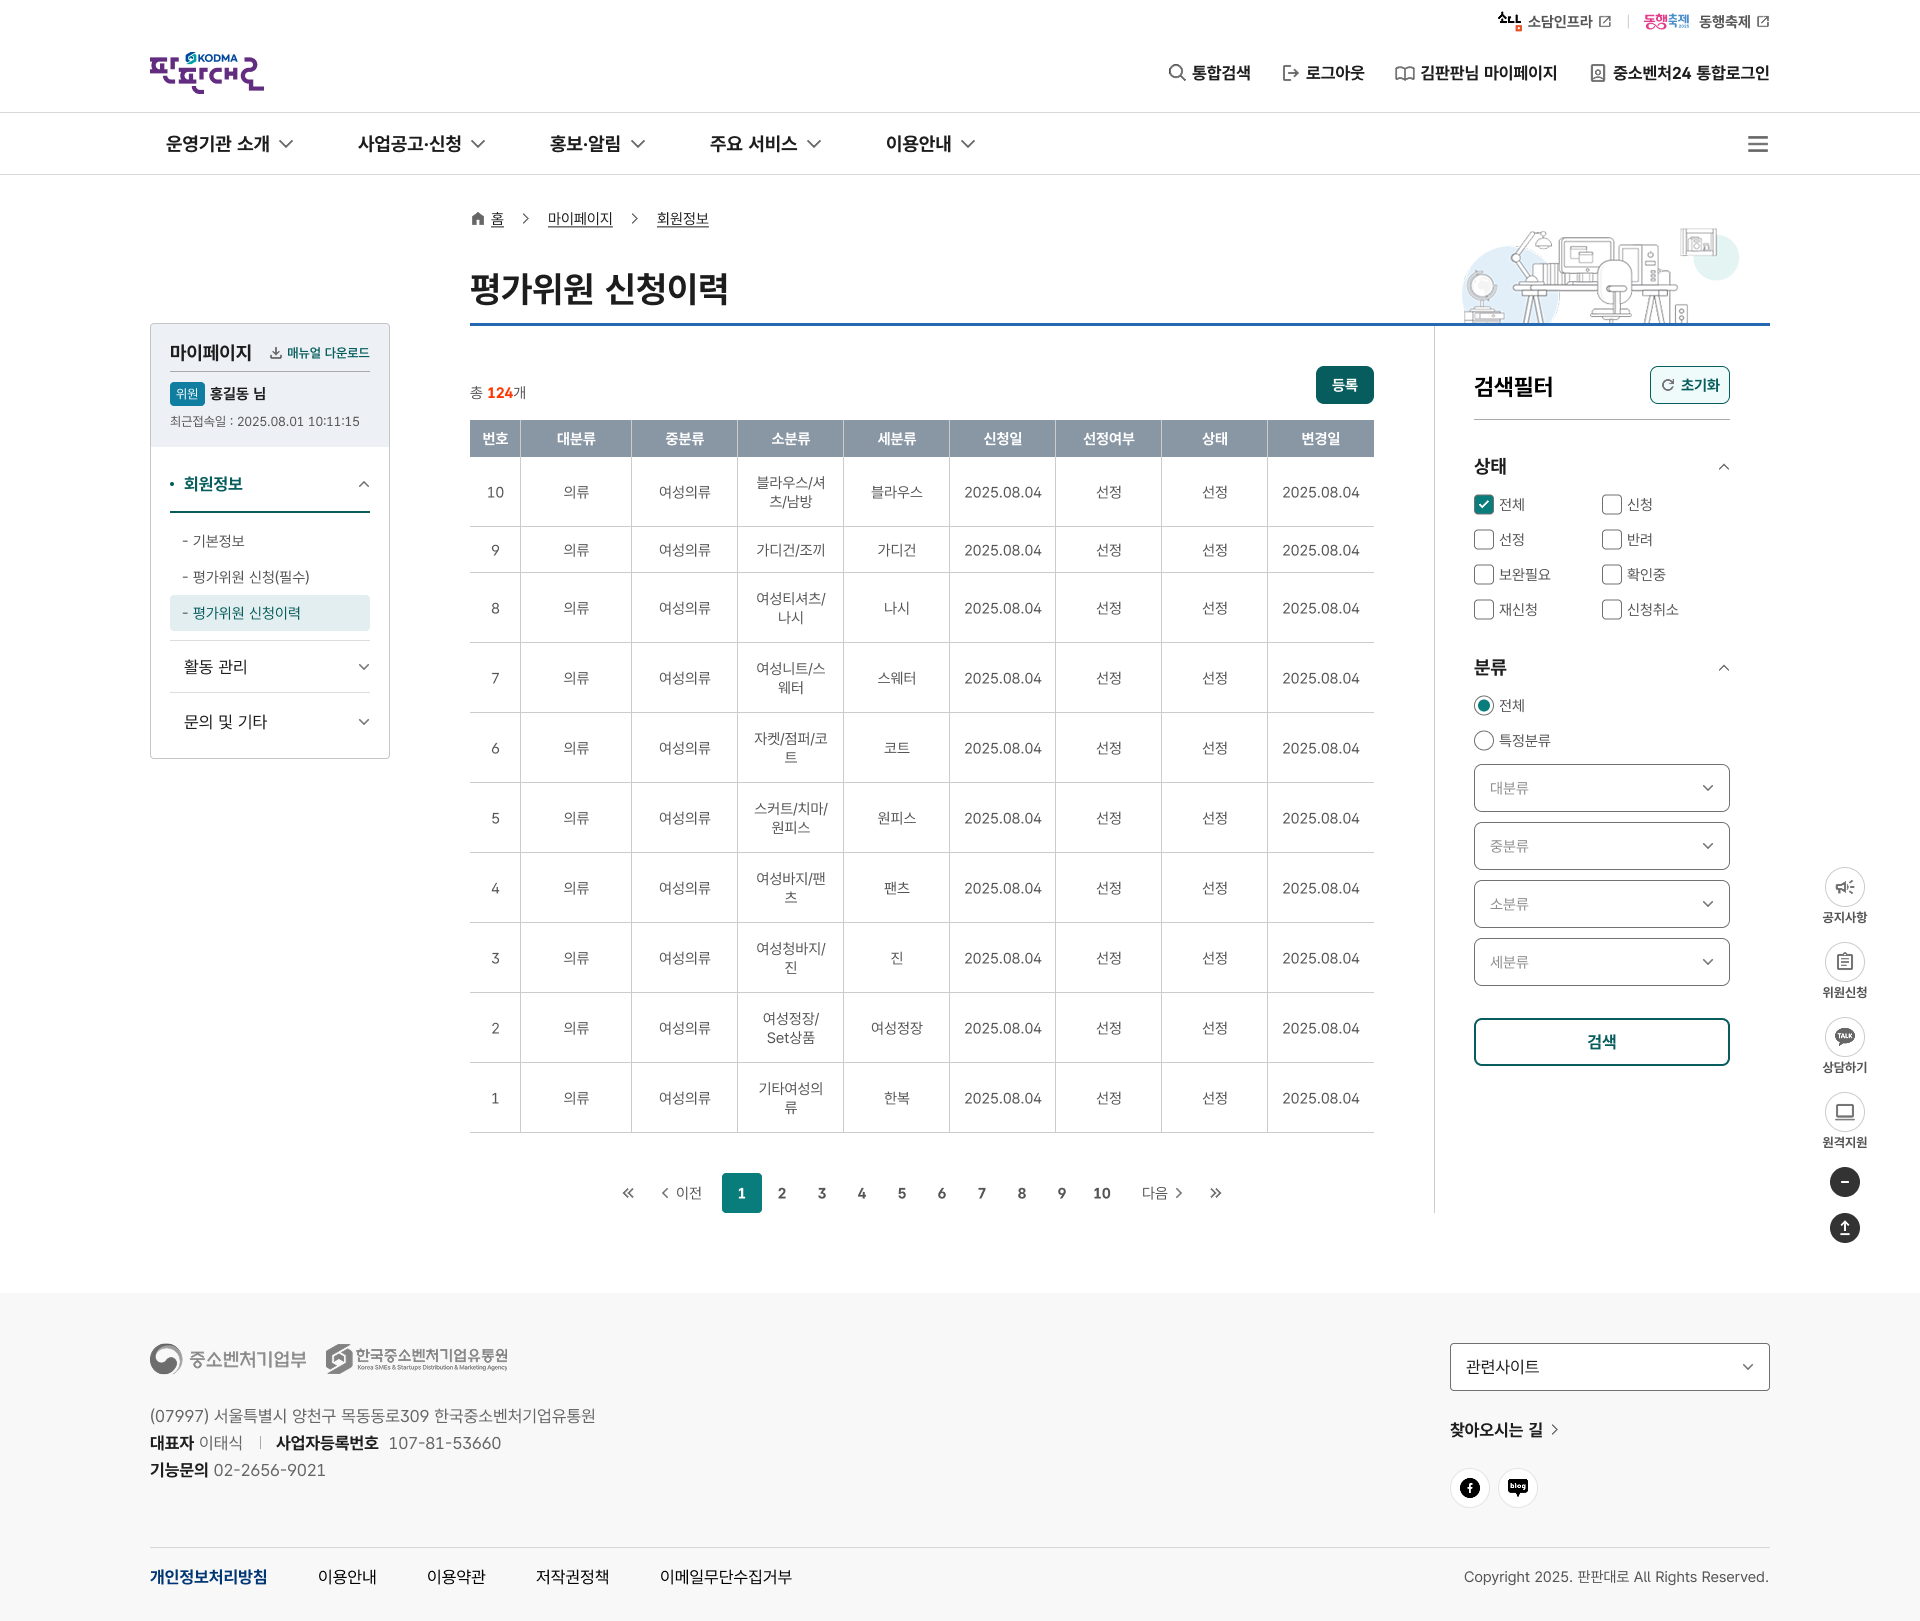 소담 소담인프라 동행축제 2025 동행축제
KODMA
판판대로
통합검색 로그아웃 김판판님 마이페이지 중소벤처24 통합로그인
운영기관 소개 사업공고·신청 홍보·알림 주요 서비스 이용안내
홈 마이페이지 회원정보
평가위원 신청이력
마이페이지 매뉴얼 다운로드
위원 홍길동 님
최근접속일 : 2025.08.01 10:11:15
회원정보
- 기본정보
- 평가위원 신청(필수)
- 평가위원 신청이력
활동 관리
문의 및 기타
총 124개 등록
번호 대분류 중분류 소분류 세분류 신청일 선정여부 상태 변경일
10 의류 여성의류 블라우스/셔츠/남방 블라우스 2025.08.04 선정 선정 2025.08.04
9 의류 여성의류 가디건/조끼 가디건 2025.08.04 선정 선정 2025.08.04
8 의류 여성의류 여성티셔츠/나시 나시 2025.08.04 선정 선정 2025.08.04
7 의류 여성의류 여성니트/스웨터 스웨터 2025.08.04 선정 선정 2025.08.04
6 의류 여성의류 자켓/점퍼/코트 코트 2025.08.04 선정 선정 2025.08.04
5 의류 여성의류 스커트/치마/원피스 원피스 2025.08.04 선정 선정 2025.08.04
4 의류 여성의류 여성바지/팬츠 팬츠 2025.08.04 선정 선정 2025.08.04
3 의류 여성의류 여성청바지/진 진 2025.08.04 선정 선정 2025.08.04
2 의류 여성의류 여성정장/Set상품 여성정장 2025.08.04 선정 선정 2025.08.04
1 의류 여성의류 기타여성의류 한복 2025.08.04 선정 선정 2025.08.04
이전 1 2 3 4 5 6 7 8 9 10 다음
검색필터 초기화
상태
전체 신청
선정 반려
보완필요 확인중
재신청 신청취소
분류
전체
특정분류
대분류
중분류
소분류
세분류
검색
공지사항
위원신청
TALK
상담하기
원격지원
중소벤처기업부 한국중소벤처기업유통원
Korea SMEs & Startups Distribution & Marketing Agency
(07997) 서울특별시 양천구 목동동로309 한국중소벤처기업유통원
대표자 이태식 사업자등록번호 107-81-53660
기능문의 02-2656-9021
관련사이트
찾아오시는 길
blog
개인정보처리방침 이용안내 이용약관 저작권정책 이메일무단수집거부
Copyright 2025. 판판대로 All Rights Reserved.